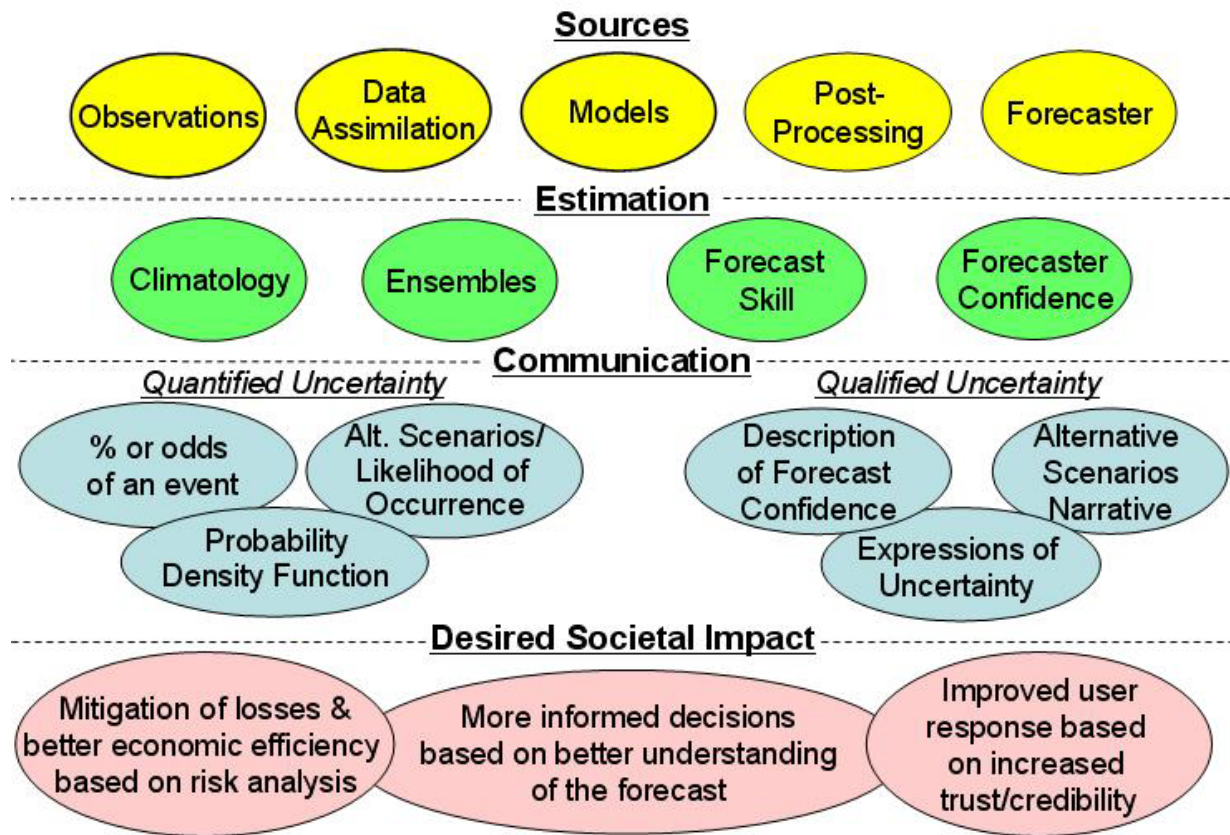 Sources
Observations
Data
Assimilation
Models
Post-
Processing
Forecaster
Estimation
Climatology
Ensembles
Forecast
Skill
Forecaster
Confidence
Communication
Quantified Uncertainty
% or odds
of an event
Alt. Scenarios/
Likelihood of
Occurrence
Probability
Density Function
Qualified Uncertainty
Description
of Forecast
Confidence
Alternative
Scenarios
Narrative
Expressions of
Uncertainty
Desired Societal Impact
Mitigation of losses &
better economic efficiency
based on risk analysis
More informed decisions
based on better understanding
of the forecast
Improved user
response based
on increased
trust/credibility